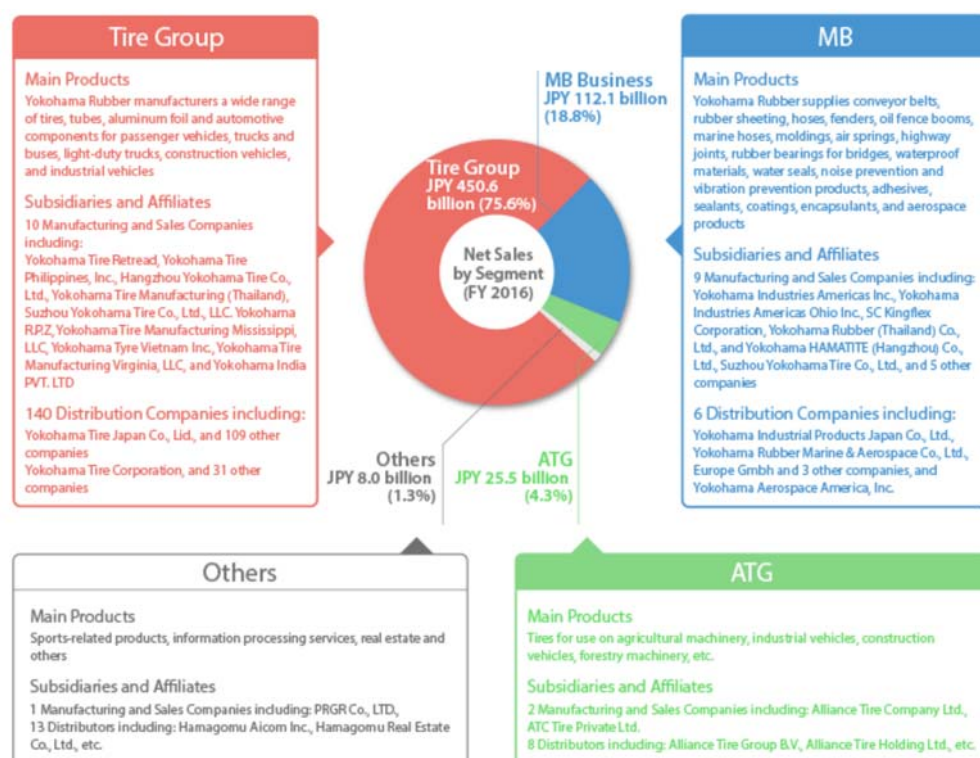 Tire Group
Main Products
Yokohama Rubber manufacturers a wide range
of tires, tubes, aluminum foil and automotive
components for passenger vehicles, trucks and
buses, light-duty trucks, construction vehicles,
and industrial vehicles
Subsidiaries and Affiliates
10 Manufacturing and Sales Companies
including:
Yokohama Tire Retread, Yokohama Tire
Philippines, Inc., Hangzhou Yokohama Tire Co.,
Ltd., Yokohama Tire Manufacturing (Thailand),
Suzhou Yokohama Tire Co., Ltd., LLC. Yokohama
R.P.Z, Yokohama Tire Manufacturing Mississippi,
LLC, Yokohama Tyre Vietnam Inc., Yokohama Tire
Manufacturing Virginia, LLC, and Yokohama India
PVT. LTD
140 Distribution Companies including:
Yokohama Tire Japan Co., Lid., and 109 other
companies
Yokohama Tire Corporation, and 31 other
companies
MB Business
JPY 112.1 billion
(18.8%)
Tire Group
JPY 450.6
billion (75.6%)
Net Sales
by Segment
(FY 2016)
Others
JPY 8.0 billion
(1.3%)
ATG
JPY 25.5 billion
(4.3%)
MB
Main Products
Yokohama Rubber supplies conveyor belts,
rubber sheeting, hoses, fenders, oil fence booms,
marine hoses, moldings, air springs, highway
joints, rubber bearings for bridges, waterproof
materials, water seals, noise prevention and
vibration prevention products, adhesives,
sealants, coatings, encapsulants, and aerospace
products
Subsidiaries and Affiliates
9 Manufacturing and Sales Companies including:
Yokohama Industries Americas Inc., Yokohama
Industries Americas Ohio Inc., SC Kingflex
Corporation, Yokohama Rubber (Thailand) Co.,
Ltd., and Yokohama HAMATITE (Hangzhou) Co.,
Ltd., Suzhou Yokohama Tire Co., Ltd., and 5 other
companies
6 Distribution Companies including:
Yokohama Industrial Products Japan Co., Ltd.,
Yokohama Rubber Marine & Aerospace Co., Ltd.,
Europe Gmbh and 3 other companies, and
Yokohama Aerospace America, Inc.
Others
Main Products
Sports-related products, information processing services, real estate and
others
Subsidiaries and Affiliates
1 Manufacturing and Sales Companies including: PRGR Co., LTD,
13 Distributors including: Hamagomu Aicom Inc., Hamagomu Real Estate
Co., Ltd., etc.
ATG
Main Products
Tires for use on agricultural machinery, industrial vehicles, construction
vehicles, forestry machinery, etc.
Subsidiaries and Affiliates
2 Manufacturing and Sales Companies including: Alliance Tire Company Ltd.,
ATC Tire Private Ltd.
8 Distributors including: Alliance Tire Group B.V., Alliance Tire Holding Ltd., etc.